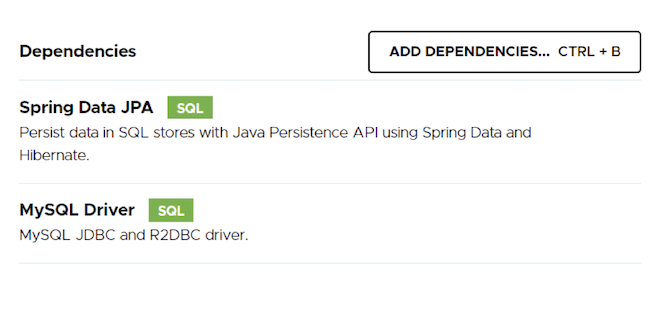 Dependencies
ADD DEPENDENCIES... CTRL + B
Spring Data JPA SQL
Persist data in SQL stores with Java Persistence API using Spring Data and
Hibernate.
MySQL Driver SQL
MySQL JDBC and R2DBC driver.